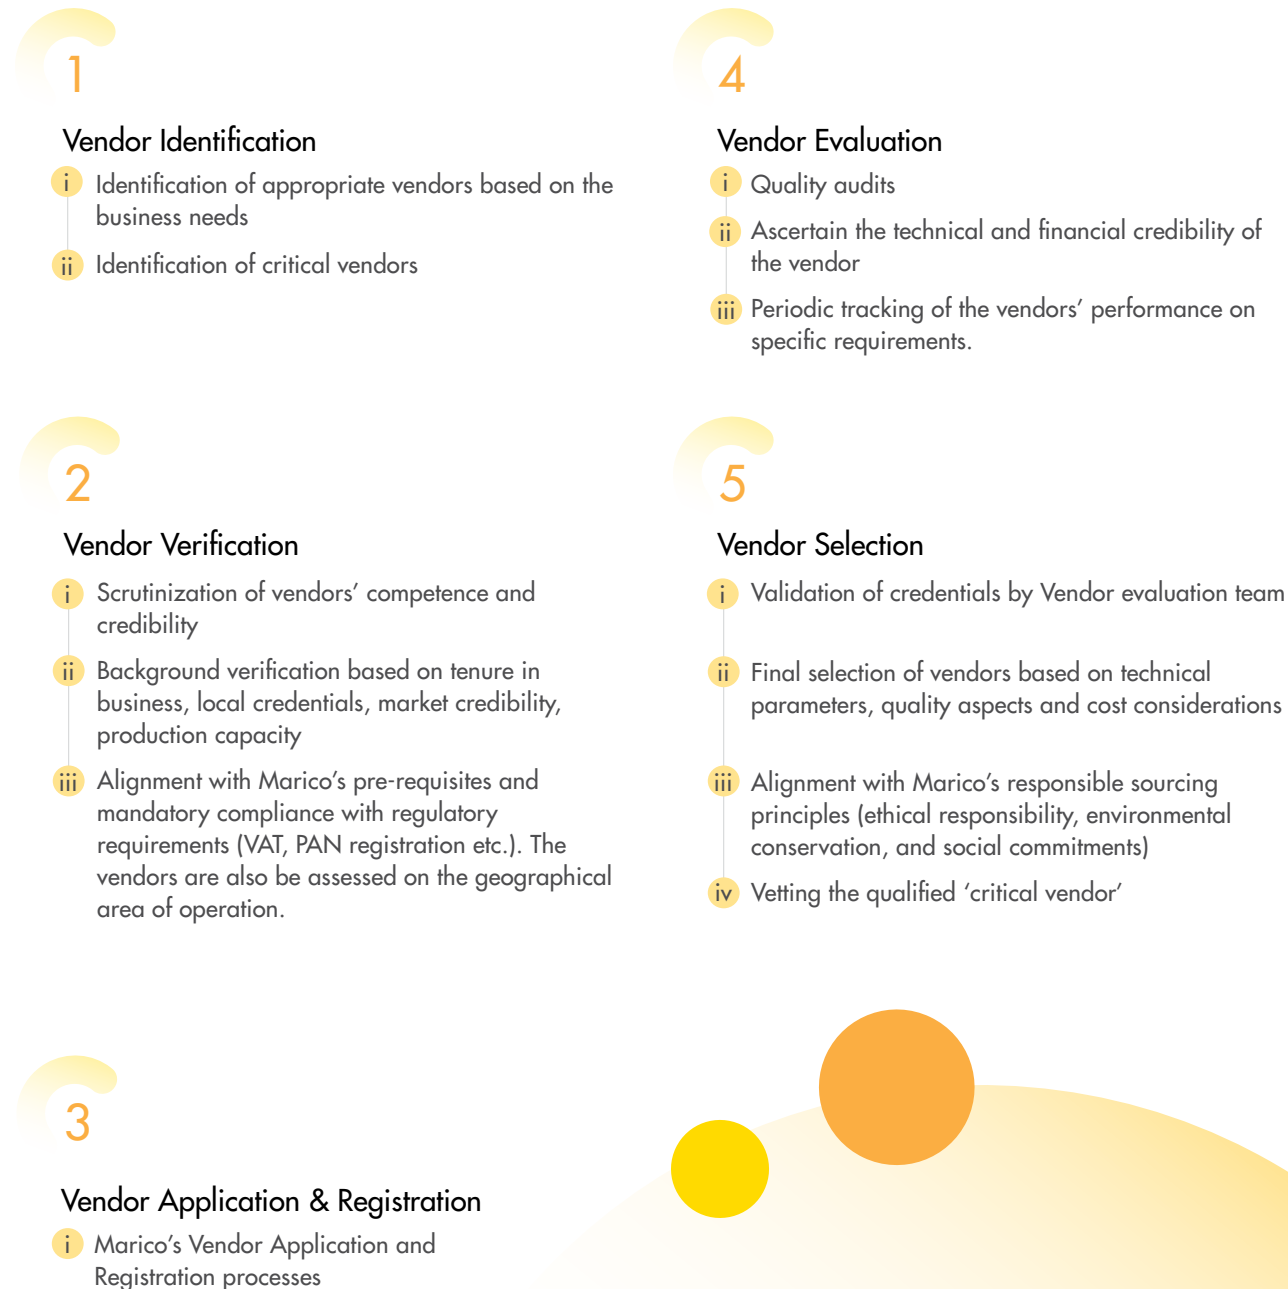 1
Vendor Identification
i Identification of appropriate vendors based on the
business needs
ii Identification of critical vendors
2
Vendor Verification
i Scrutinization of vendors’ competence and
credibility
ii Background verification based on tenure in
business, local credentials, market credibility,
production capacity
iii Alignment with Marico’s pre-requisites and
mandatory compliance with regulatory
requirements (VAT, PAN registration etc.). The
vendors are also be assessed on the geographical
area of operation.
3
Vendor Application & Registration
i Marico’s Vendor Application and
Registration processes
4
Vendor Evaluation
i Quality audits
ii Ascertain the technical and financial credibility of
the vendor
iii Periodic tracking of the vendors’ performance on
specific requirements.
5
Vendor Selection
i Validation of credentials by Vendor evaluation team
ii Final selection of vendors based on technical
parameters, quality aspects and cost considerations
iii Alignment with Marico’s responsible sourcing
principles (ethical responsibility, environmental
conservation, and social commitments)
iv Vetting the qualified ‘critical vendor’